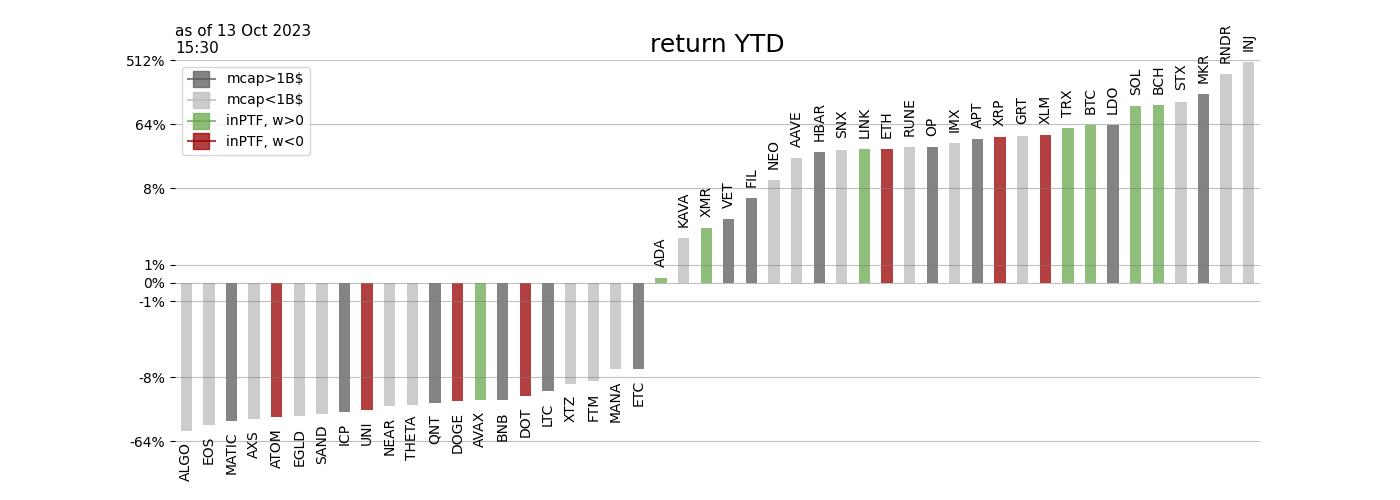 as of 13 Oct 2023
15:30
return YTD
512%
64%
8%
1%
0%
-1%
-8%
-64%
mcap>1B$
mcap<1B$
inPTF, w>0
inPTF, w<0
ALGO
EOS
MATIC
AXS
ATOM
EGLD
SAND
ICP
UNI
NEAR
THETA
QNT
DOGE
AVAX
BNB
DOT
LTC
XTZ
FTM
MANA
ETC
ADA
KAVA
XMR
VET
FIL
NEO
AAVE
HBAR
SNX
LINK
ETH
RUNE
OP
IMX
APT
XRP
GRT
XLM
TRX
BTC
LDO
SOL
BCH
STX
MKR
RNDR
INJ